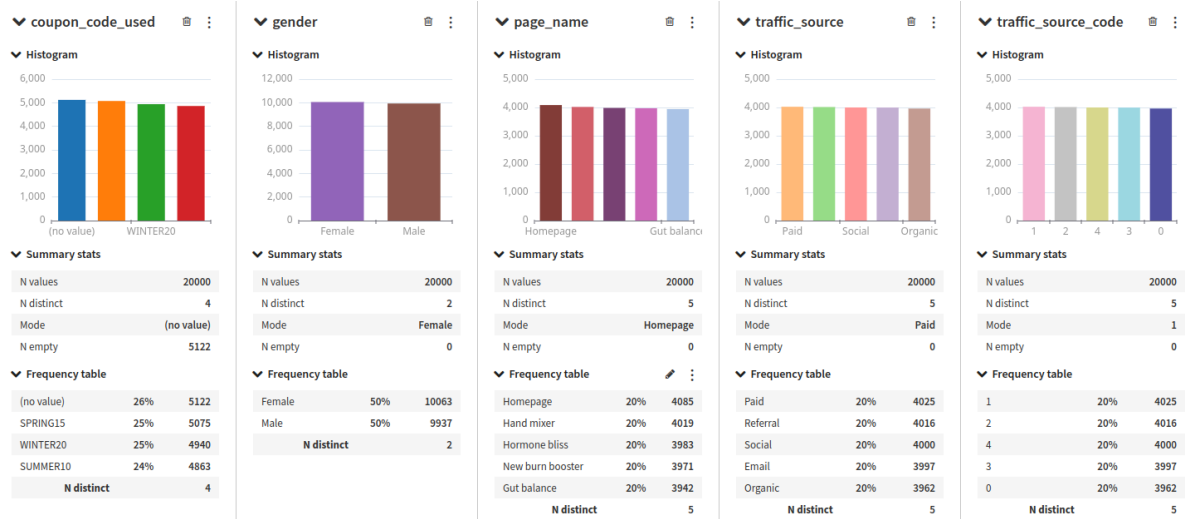 coupon_code_used
Histogram
6,000
5,000
4,000
3,000
2,000
1,000
0
(no value) WINTER20
Summary stats
N values 20000
N distinct 4
Mode (no value)
N empty 5122
Frequency table
(no value) 26% 5122
SPRING15 25% 5075
WINTER20 25% 4940
SUMMER10 24% 4863
N distinct 4
gender
Histogram
12,000
10,000
8,000
6,000
4,000
2,000
0
Female Male
Summary stats
N values 20000
N distinct 2
Mode Female
N empty 0
Frequency table
Female 50% 10063
Male 50% 9937
N distinct 2
page_name
Histogram
5,000
4,000
3,000
2,000
1,000
0
Homepage Gut balanc
Summary stats
N values 20000
N distinct 5
Mode Homepage
N empty 0
Frequency table
Homepage 20% 4085
Hand mixer 20% 4019
Hormone bliss 20% 3983
New burn booster 20% 3971
Gut balance 20% 3942
N distinct 5
traffic_source
Histogram
5,000
4,000
3,000
2,000
1,000
0
Paid Social Organic
Summary stats
N values 20000
N distinct 5
Mode Paid
N empty 0
Frequency table
Paid 20% 4025
Referral 20% 4016
Social 20% 4000
Email 20% 3997
Organic 20% 3962
N distinct 5
traffic_source_code
Histogram
5,000
4,000
3,000
2,000
1,000
0
1 2 4 3 0
Summary stats
N values 20000
N distinct 5
Mode 1
N empty 0
Frequency table
1 20% 4025
2 20% 4016
4 20% 4000
3 20% 3997
0 20% 3962
N distinct 5